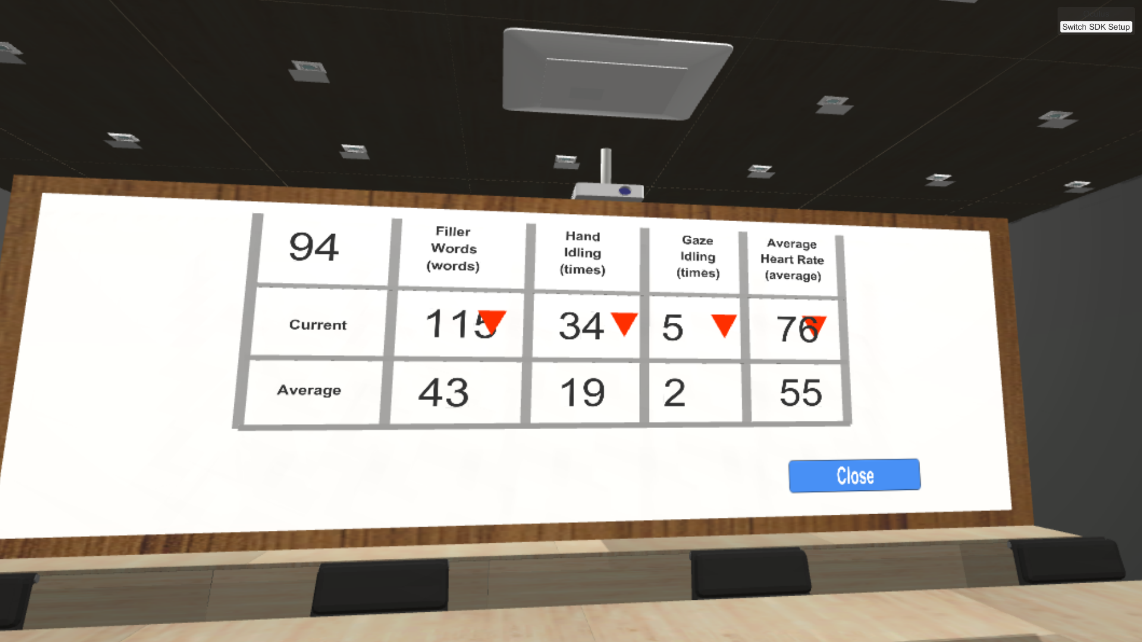 Switch SDK Setup
94
Filler
Words
(words)
Hand
Idling
(times)
Gaze
Idling
(times)
Average
Heart Rate
(average)
Current
115
34
5
76
Average
43
19
2
55
Close